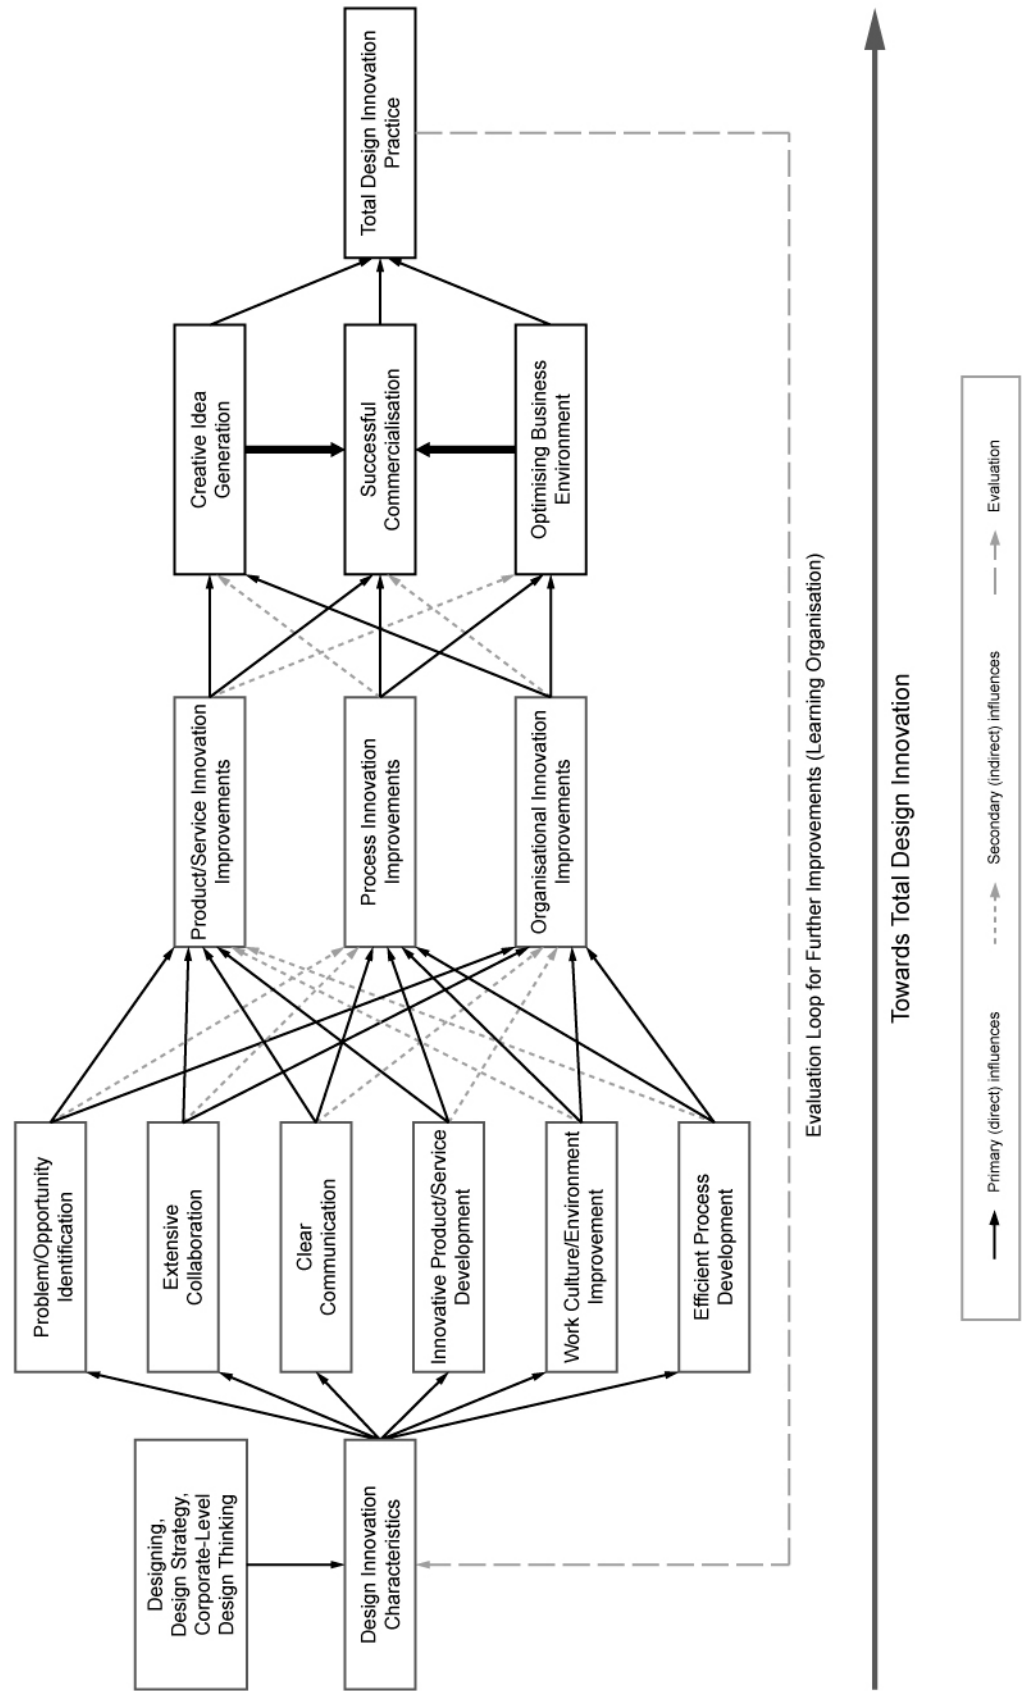 Designing,
Design Strategy,
Corporate-Level
Design Thinking
Design Innovation
Characteristics
Problem/Opportunity
Identification
Extensive
Collaboration
Clear
Communication
Innovative Product/Service
Development
Work Culture/Environment
Improvement
Efficient Process
Development
Product/Service Innovation
Improvements
Process Innovation
Improvements
Organisational Innovation
Improvements
Creative Idea
Generation
Successful
Commercialisation
Optimising Business
Environment
Total Design Innovation
Practice
Evaluation Loop for Further Improvements (Learning Organisation)
Towards Total Design Innovation
Primary (direct) influences
Secondary (indirect) influences
Evaluation